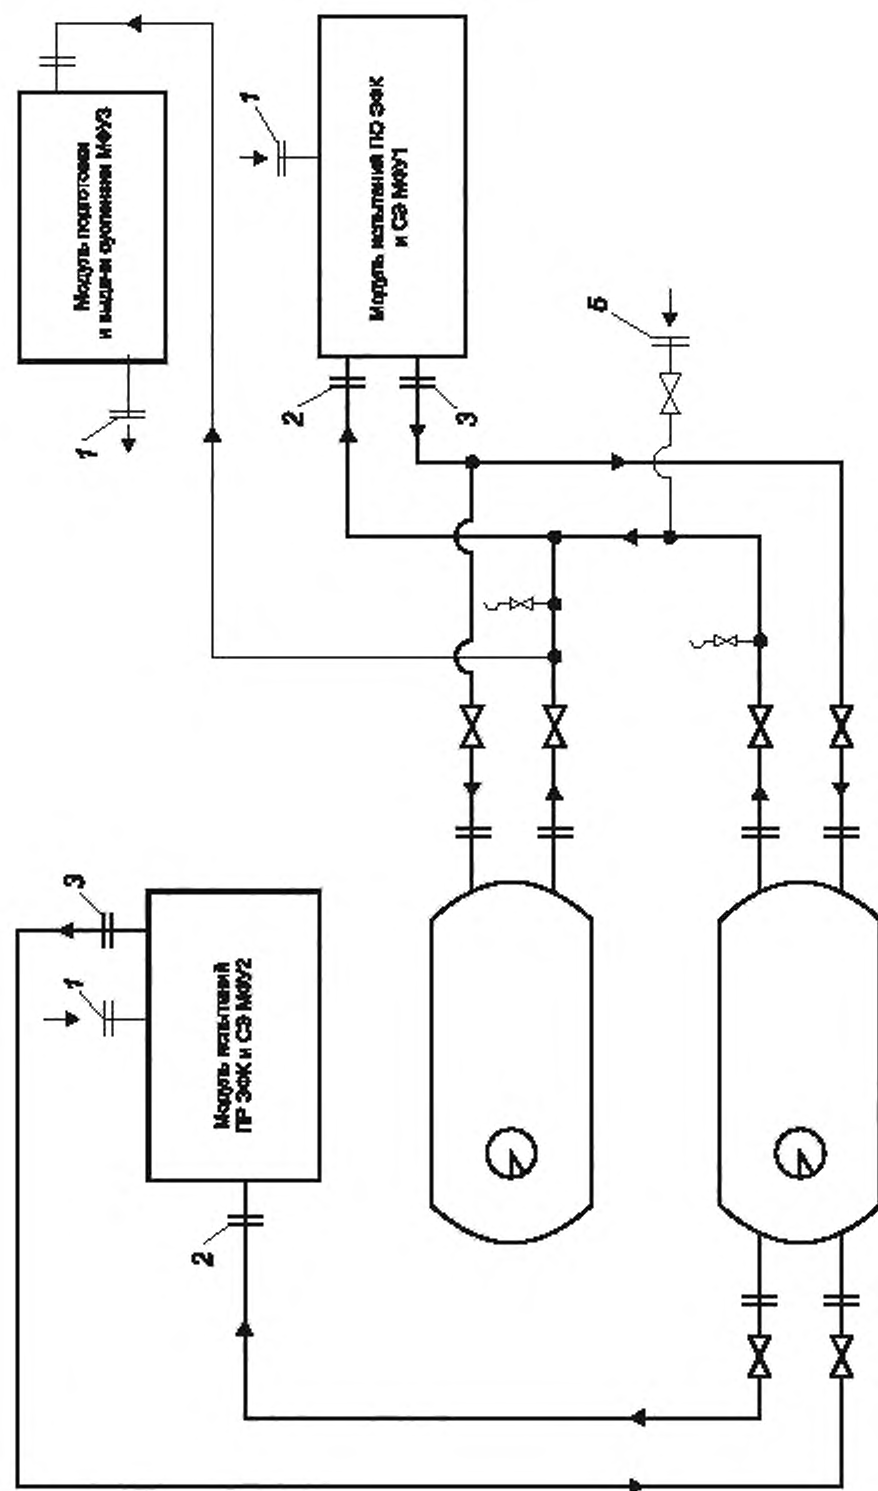 Модуль подготовки
и выдачи суспензии МФУ3
1
1
Модуль испытаний ПО ЭФК
и СЭ МФУ1
2
3
5
3
1
Модуль испытаний
ПР ЭФК и СЭ МФУ2
2